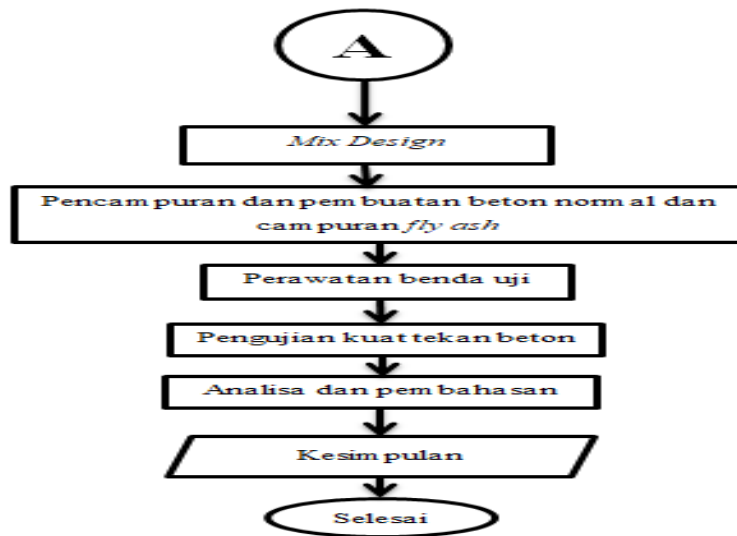 A
Mix Design
Pencampuran dan pembuatan beton normal dan
campuran fly ash
Perawatan benda uji
Pengujian kuat tekan beton
Analisa dan pembahasan
Kesimpulan
Selesai